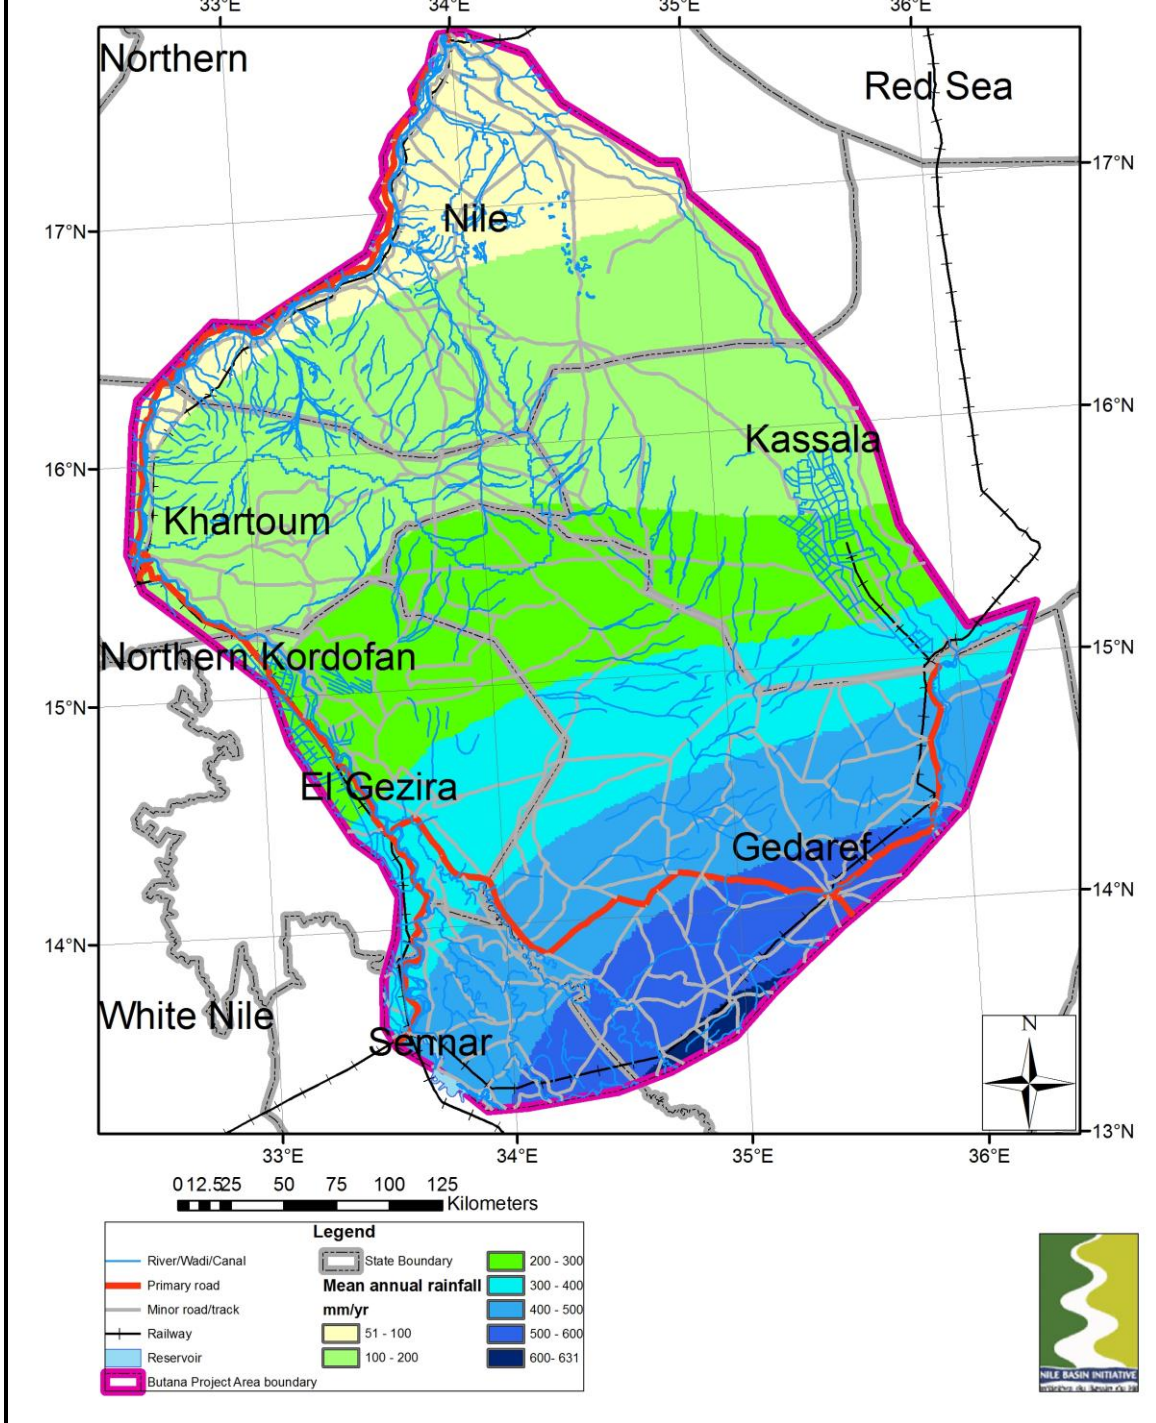 33°E 34°E 35°E 36°E
Northern
Red Sea
17°N
Nile
17°N
16°N
Kassala
16°N
Khartoum
15°N
Northern Kordofan
15°N
El Gezira
Gedaref
14°N
14°N
White Nile
Sennar
N
13°N
33°E 34°E 35°E 36°E
0 12.5 25 50 75 100 125
Kilometers
Legend
River/Wadi/Canal
Primary road
Minor road/track
Railway
Reservoir
Butana Project Area boundary
State Boundary
Mean annual rainfall
mm/yr
51 - 100
100 - 200
200 - 300
300 - 400
400 - 500
500 - 600
600- 631
NILE BASIN INITIATIVE